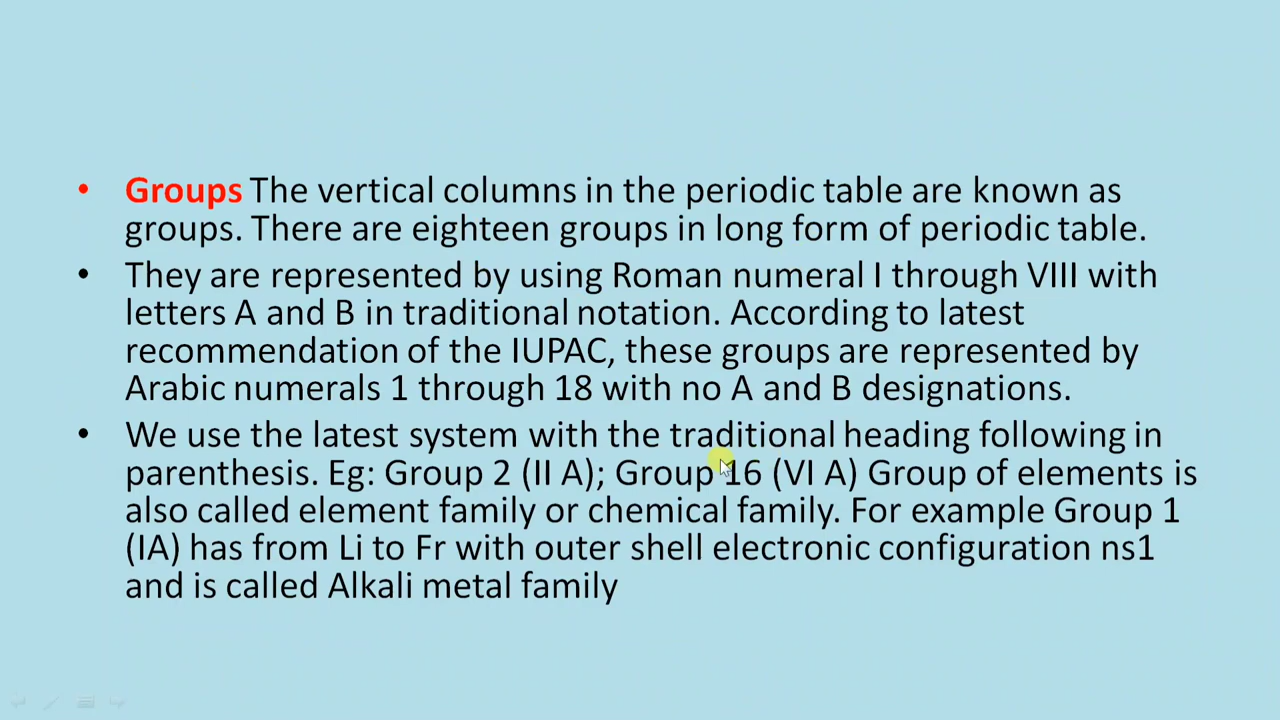 • Groups The vertical columns in the periodic table are known as
groups. There are eighteen groups in long form of periodic table.
• They are represented by using Roman numeral I through VIII with
letters A and B in traditional notation. According to latest
recommendation of the IUPAC, these groups are represented by
Arabic numerals 1 through 18 with no A and B designations.
• We use the latest system with the traditional heading following in
parenthesis. Eg: Group 2 (II A); Group 16 (VI A) Group of elements is
also called element family or chemical family. For example Group 1
(IA) has from Li to Fr with outer shell electronic configuration ns1
and is called Alkali metal family